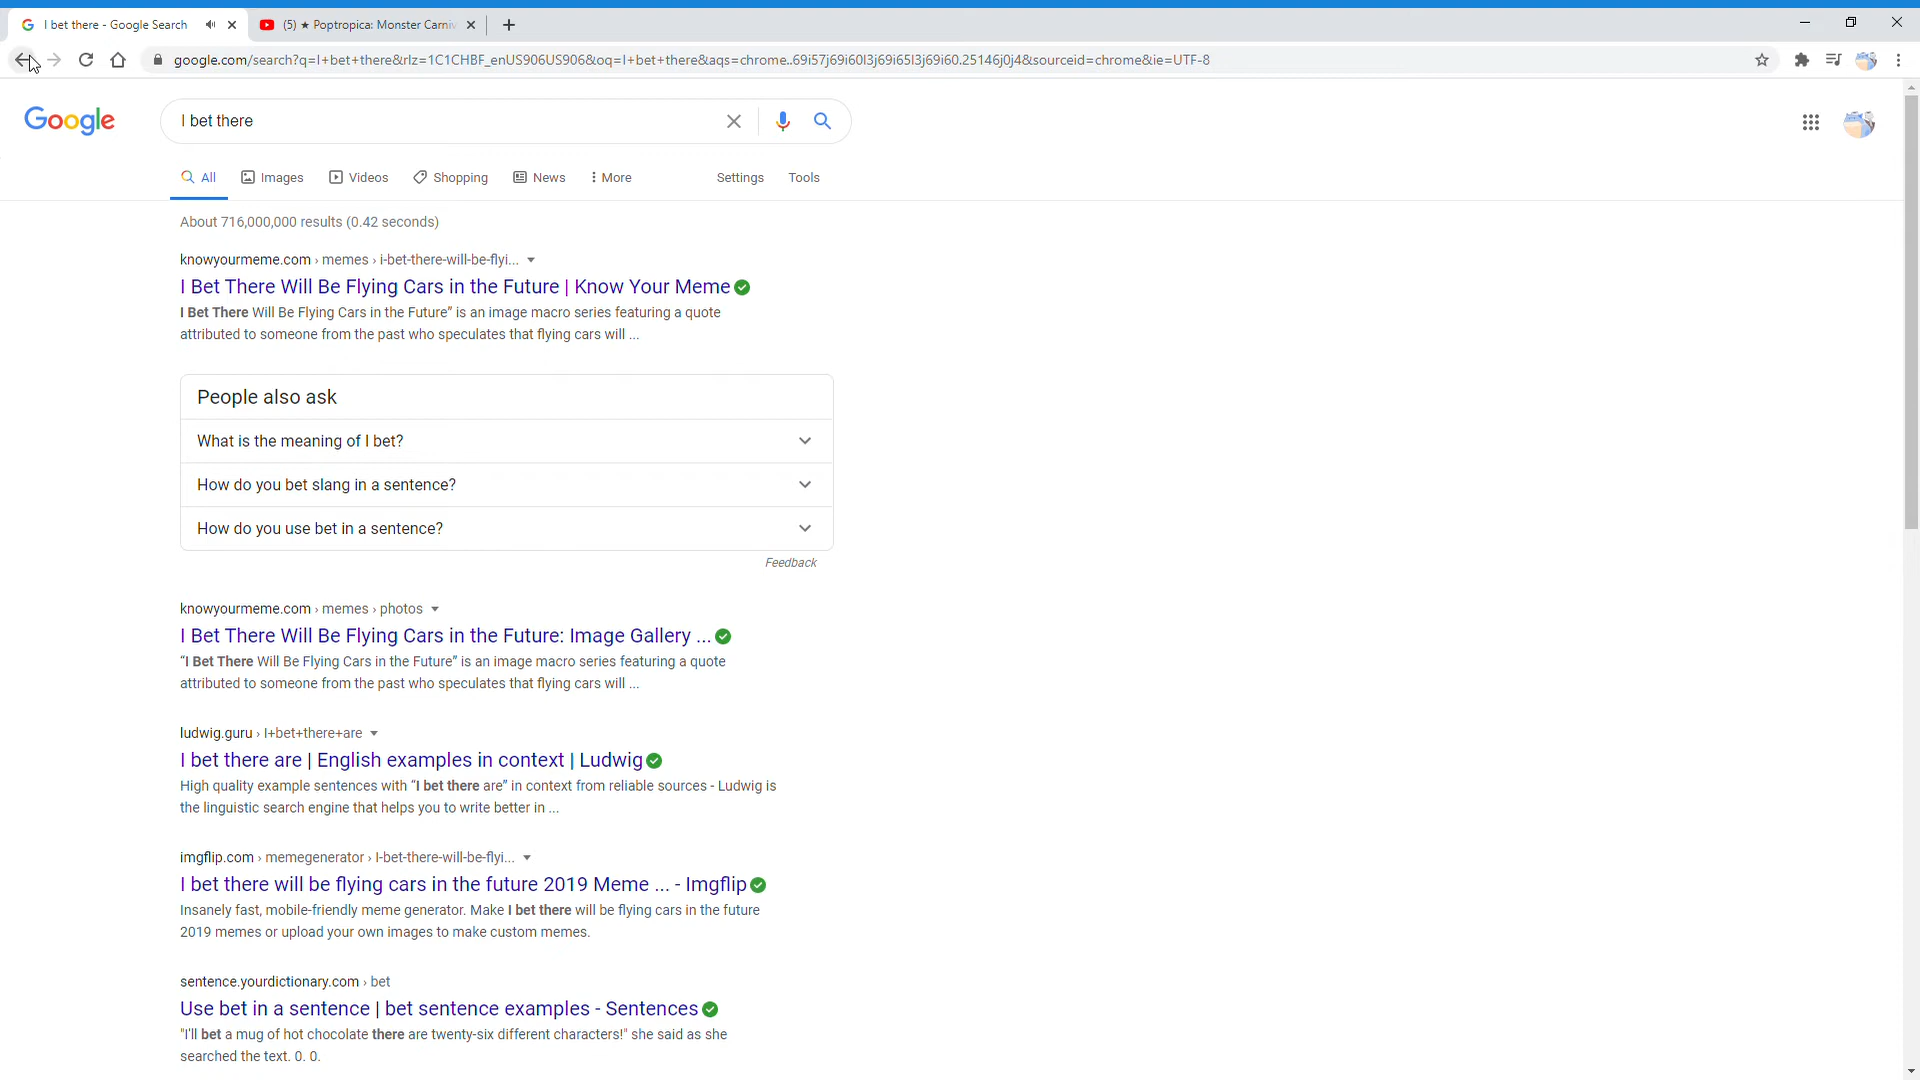 I bet there - Google Search
(5) ★ Poptropica: Monster Carniv
google.com/search?q=I+bet+there&rlz=1C1CHBF_enUS906US906&oq=I+bet+there&aqs=chrome..69i57j69i60l3j69i65l3j69i60.25146j0j4&sourceid=chrome&ie=UTF-8
Google
I bet there
All Images Videos Shopping News More Settings Tools
About 716,000,000 results (0.42 seconds)
knowyourmeme.com › memes › i-bet-there-will-be-flyi...
I Bet There Will Be Flying Cars in the Future | Know Your Meme
I Bet There Will Be Flying Cars in the Future” is an image macro series featuring a quote
attributed to someone from the past who speculates that flying cars will ...
People also ask
What is the meaning of I bet?
How do you bet slang in a sentence?
How do you use bet in a sentence?
Feedback
knowyourmeme.com › memes › photos
I Bet There Will Be Flying Cars in the Future: Image Gallery ...
“I Bet There Will Be Flying Cars in the Future” is an image macro series featuring a quote
attributed to someone from the past who speculates that flying cars will ...
ludwig.guru › I+bet+there+are
I bet there are | English examples in context | Ludwig
High quality example sentences with “I bet there are” in context from reliable sources - Ludwig is
the linguistic search engine that helps you to write better in ...
imgflip.com › memegenerator › I-bet-there-will-be-flyi...
I bet there will be flying cars in the future 2019 Meme ... - Imgflip
Insanely fast, mobile-friendly meme generator. Make I bet there will be flying cars in the future
2019 memes or upload your own images to make custom memes.
sentence.yourdictionary.com › bet
Use bet in a sentence | bet sentence examples - Sentences
"I'll bet a mug of hot chocolate there are twenty-six different characters!" she said as she
searched the text. 0. 0.